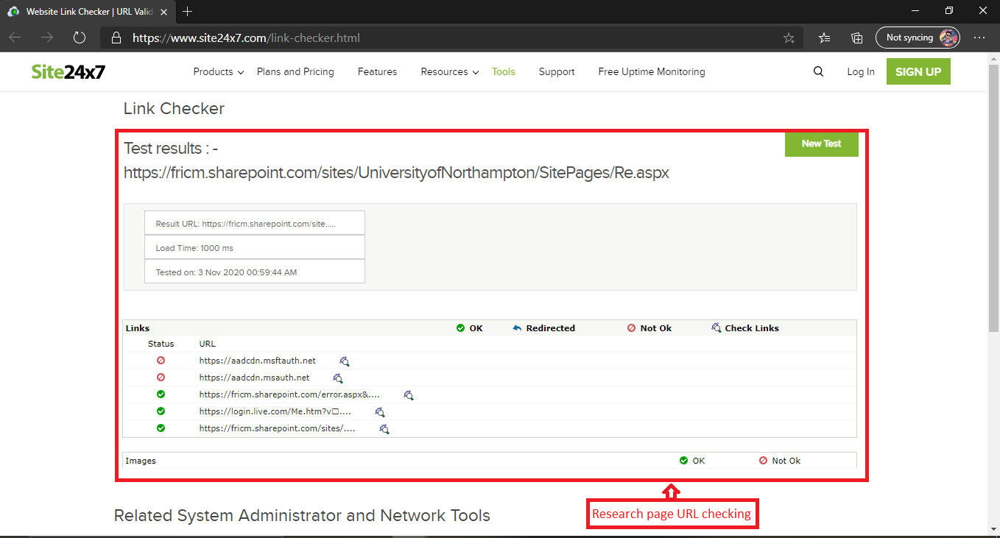 Website Link Checker | URL Valid
https://www.site24x7.com/link-checker.html
Not syncing
Site24x7
Products
Plans and Pricing
Features
Resources
Tools
Support
Free Uptime Monitoring
Log In
SIGN UP
Link Checker
Test results : -
New Test
https://fricm.sharepoint.com/sites/UniversityofNorthampton/SitePages/Re.aspx
Result URL: https://fricm.sharepoint.com/site.....
Load Time: 1000 ms
Tested on: 3 Nov 2020 00:59:44 AM
Links OK Redirected Not Ok Check Links
Status URL
https://aadcdn.msftauth.net
https://aadcdn.msauth.net
https://fricm.sharepoint.com/error.aspx&....
https://login.live.com/Me.htm?v□....
https://fricm.sharepoint.com/sites/....
Images OK Not Ok
Research page URL checking
Related System Administrator and Network Tools